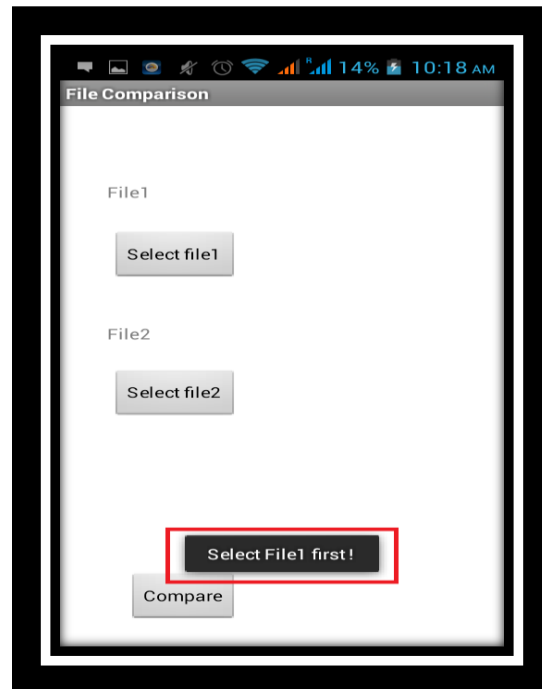 R 14% 10:18 AM
File Comparison
File1
Select file1
File2
Select file2
Select File1 first!
Compare